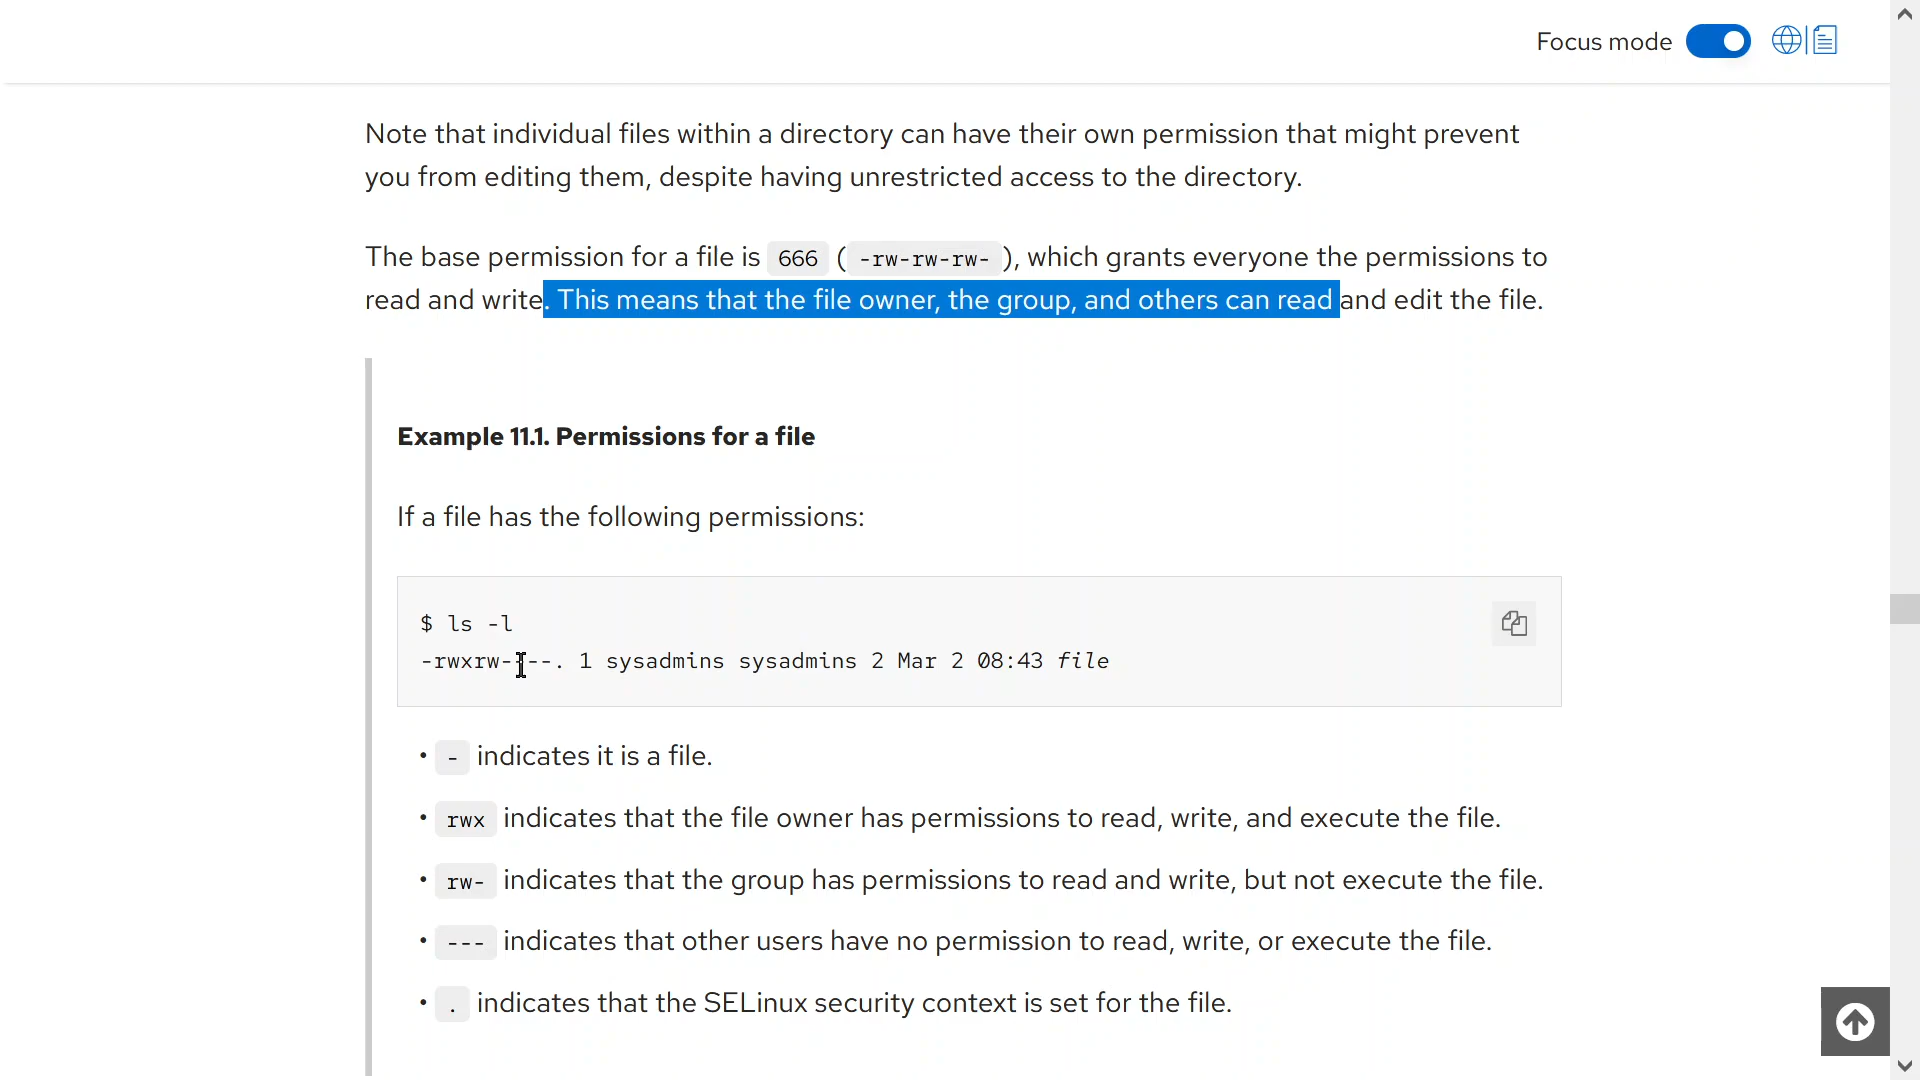 Focus mode
Note that individual files within a directory can have their own permission that might prevent
you from editing them, despite having unrestricted access to the directory.
The base permission for a file is 666 ( -rw-rw-rw- ), which grants everyone the permissions to
read and write. This means that the file owner, the group, and others can read and edit the file.
Example 11.1. Permissions for a file
If a file has the following permissions:
$ ls -l
-rwxrw----. 1 sysadmins sysadmins 2 Mar 2 08:43 file
• - indicates it is a file.
• rwx indicates that the file owner has permissions to read, write, and execute the file.
• rw- indicates that the group has permissions to read and write, but not execute the file.
• --- indicates that other users have no permission to read, write, or execute the file.
• . indicates that the SELinux security context is set for the file.